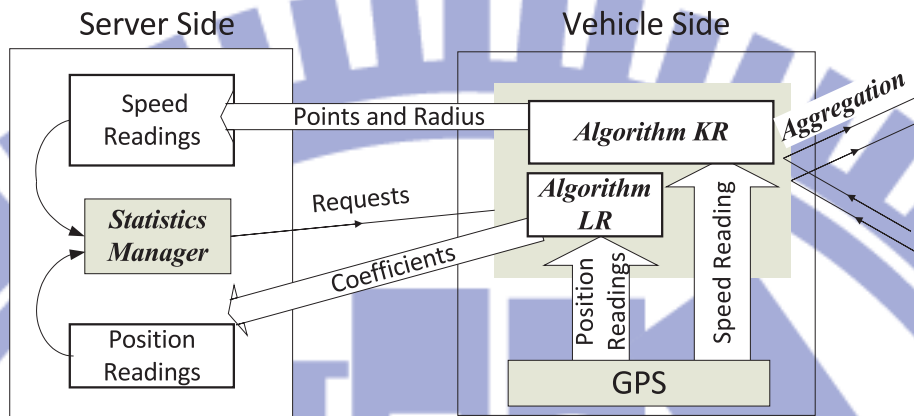 Server Side
Vehicle Side
Speed
Readings
Points and Radius
Algorithm KR
Aggregation
Algorithm
LR
Statistics
Manager
Requests
Coefficients
Position
Readings
Position
Readings
Speed Reading
GPS